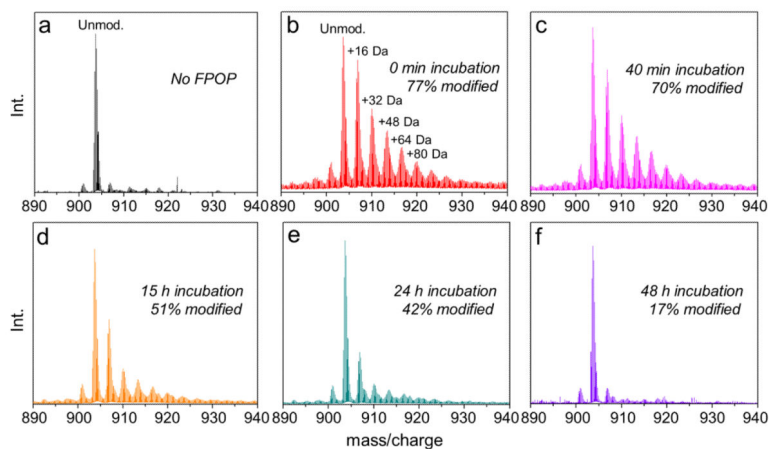 a
Unmod.
No FPOP
b
Unmod.
+16 Da
+32 Da
+48 Da
+64 Da
+80 Da
0 min incubation
77% modified
c
40 min incubation
70% modified
Int.
890 900 910 920 930 940
890 900 910 920 930 940
890 900 910 920 930 940
d
15 h incubation
51% modified
e
24 h incubation
42% modified
f
48 h incubation
17% modified
Int.
890 900 910 920 930 940
890 900 910 920 930 940
890 900 910 920 930 940
mass/charge